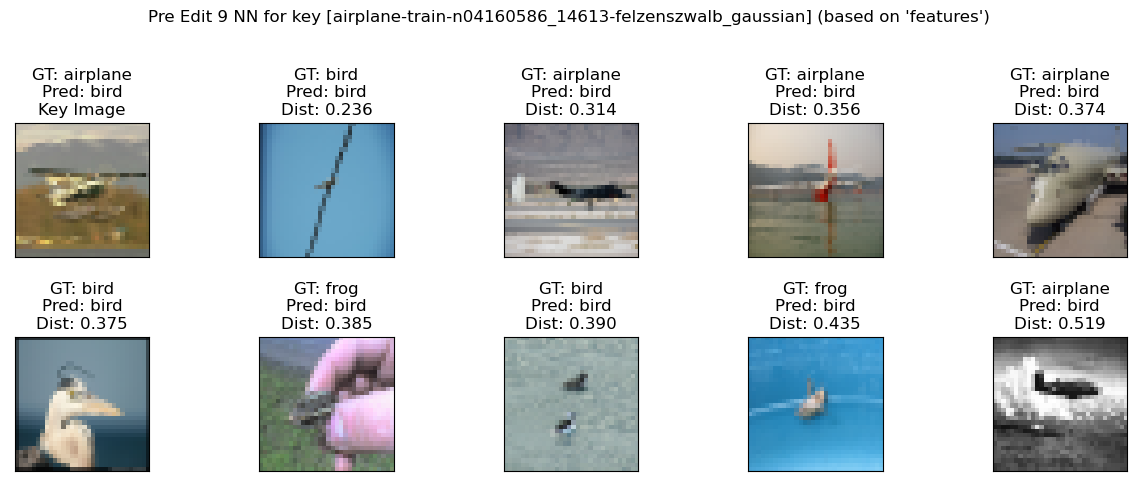 Pre Edit 9 NN for key [airplane-train-n04160586_14613-felzenszwalb_gaussian] (based on 'features')
GT: airplane
Pred: bird
Key Image
GT: bird
Pred: bird
Dist: 0.236
GT: airplane
Pred: bird
Dist: 0.314
GT: airplane
Pred: bird
Dist: 0.356
GT: airplane
Pred: bird
Dist: 0.374
GT: bird
Pred: bird
Dist: 0.375
GT: frog
Pred: bird
Dist: 0.385
GT: bird
Pred: bird
Dist: 0.390
GT: frog
Pred: bird
Dist: 0.435
GT: airplane
Pred: bird
Dist: 0.519